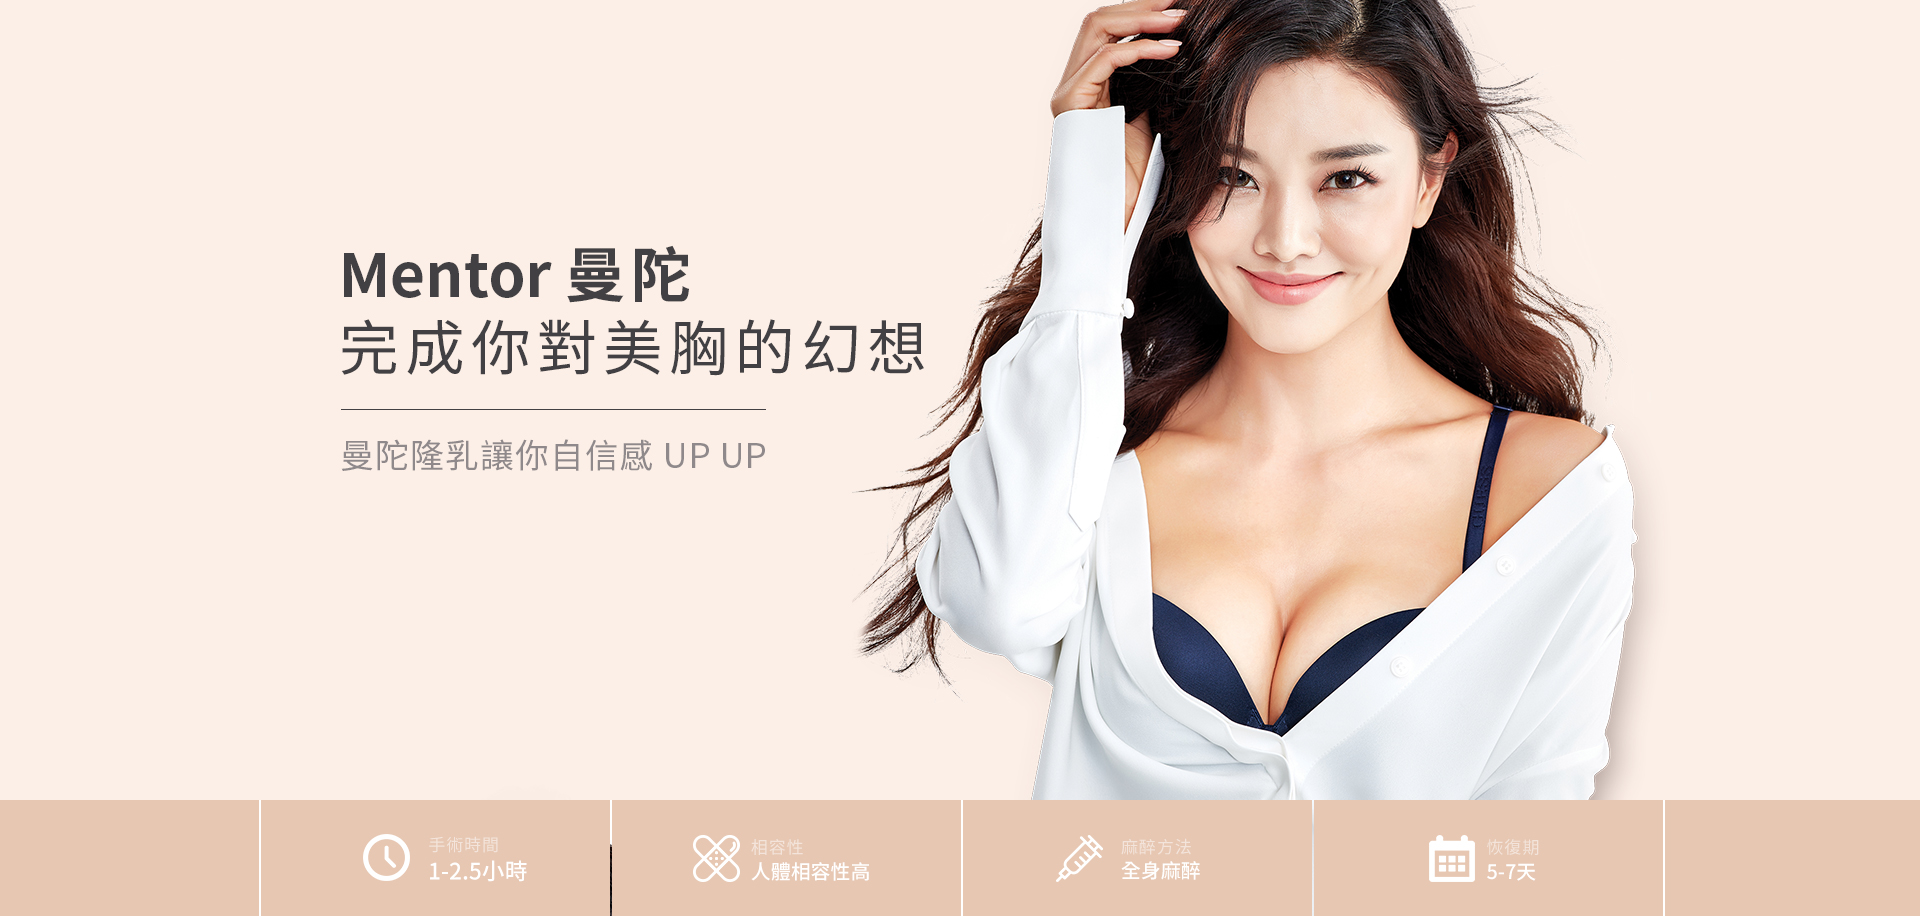 Mentor 曼陀
完成你對美胸的幻想
曼陀隆乳讓你自信感 UP UP
手術時間
1-2.5小時
相容性
人體相容性高
麻醉方法
全身麻醉
恢復期
5-7天